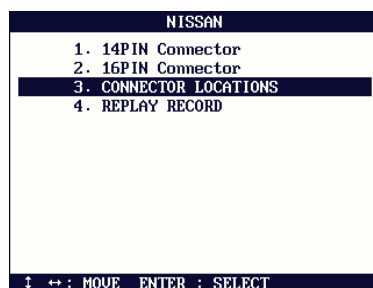 NISSAN
1. 14PIN Connector
2. 16PIN Connector
3. CONNECTOR LOCATIONS
4. REPLAY RECORD
↕ ↔: MOVE ENTER : SELECT